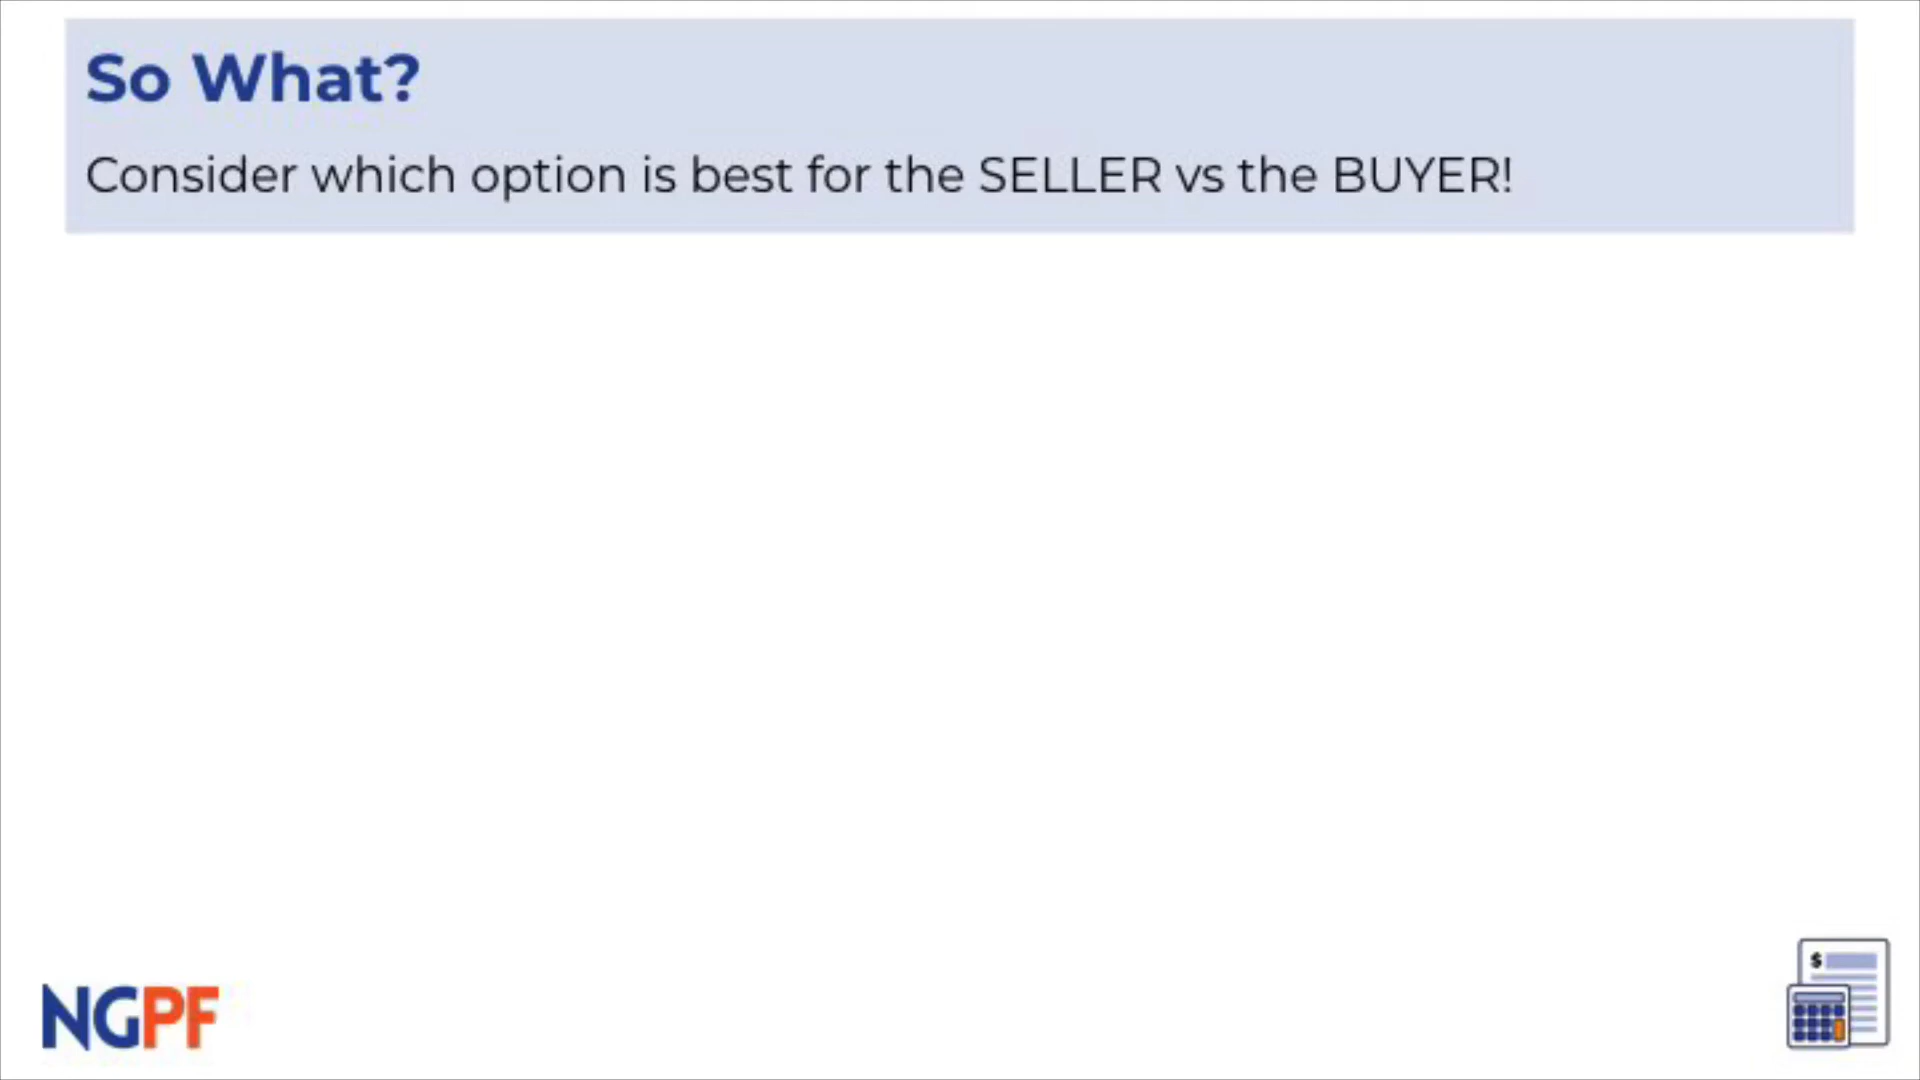 So What?
Consider which option is best for the SELLER vs the BUYER!
$
NGPF